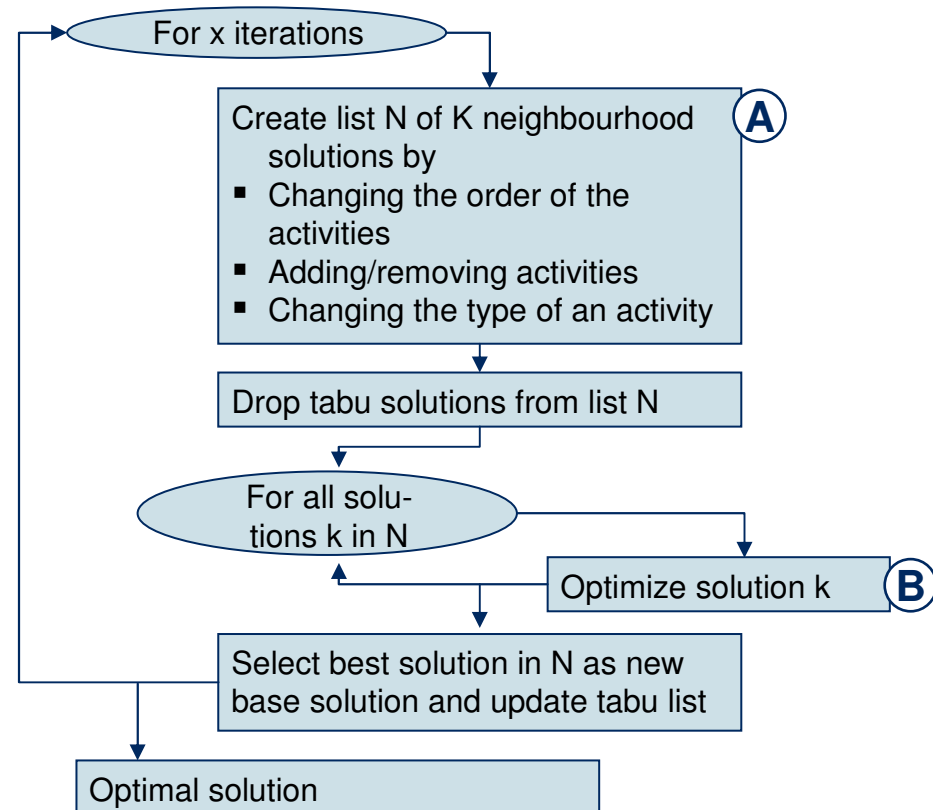 For x iterations
Create list N of K neighbourhood
solutions by
▪ Changing the order of the
activities
▪ Adding/removing activities
▪ Changing the type of an activity
A
Drop tabu solutions from list N
For all solu-
tions k in N
Optimize solution k
B
Select best solution in N as new
base solution and update tabu list
Optimal solution